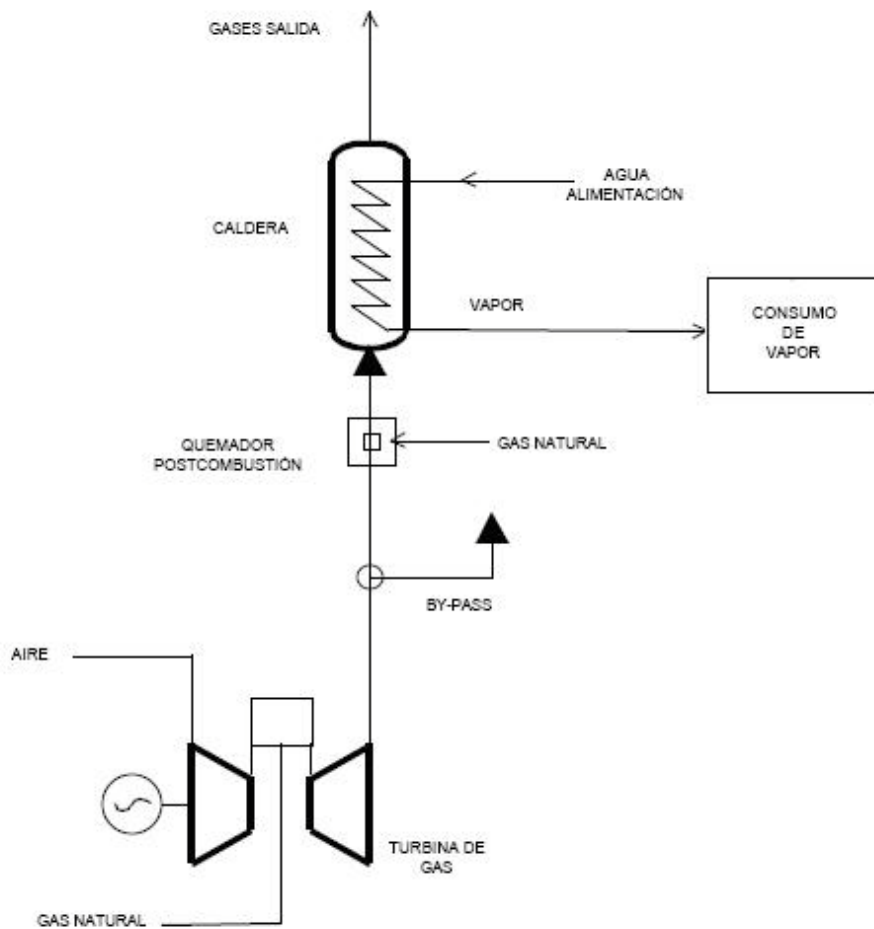 GASES SALIDA
AGUA
ALIMENTACIÓN
CALDERA
VAPOR
CONSUMO
DE
VAPOR
QUEMADOR
POSTCOMBUSTIÓN
GAS NATURAL
BY-PASS
AIRE
TURBINA DE
GAS
GAS NATURAL